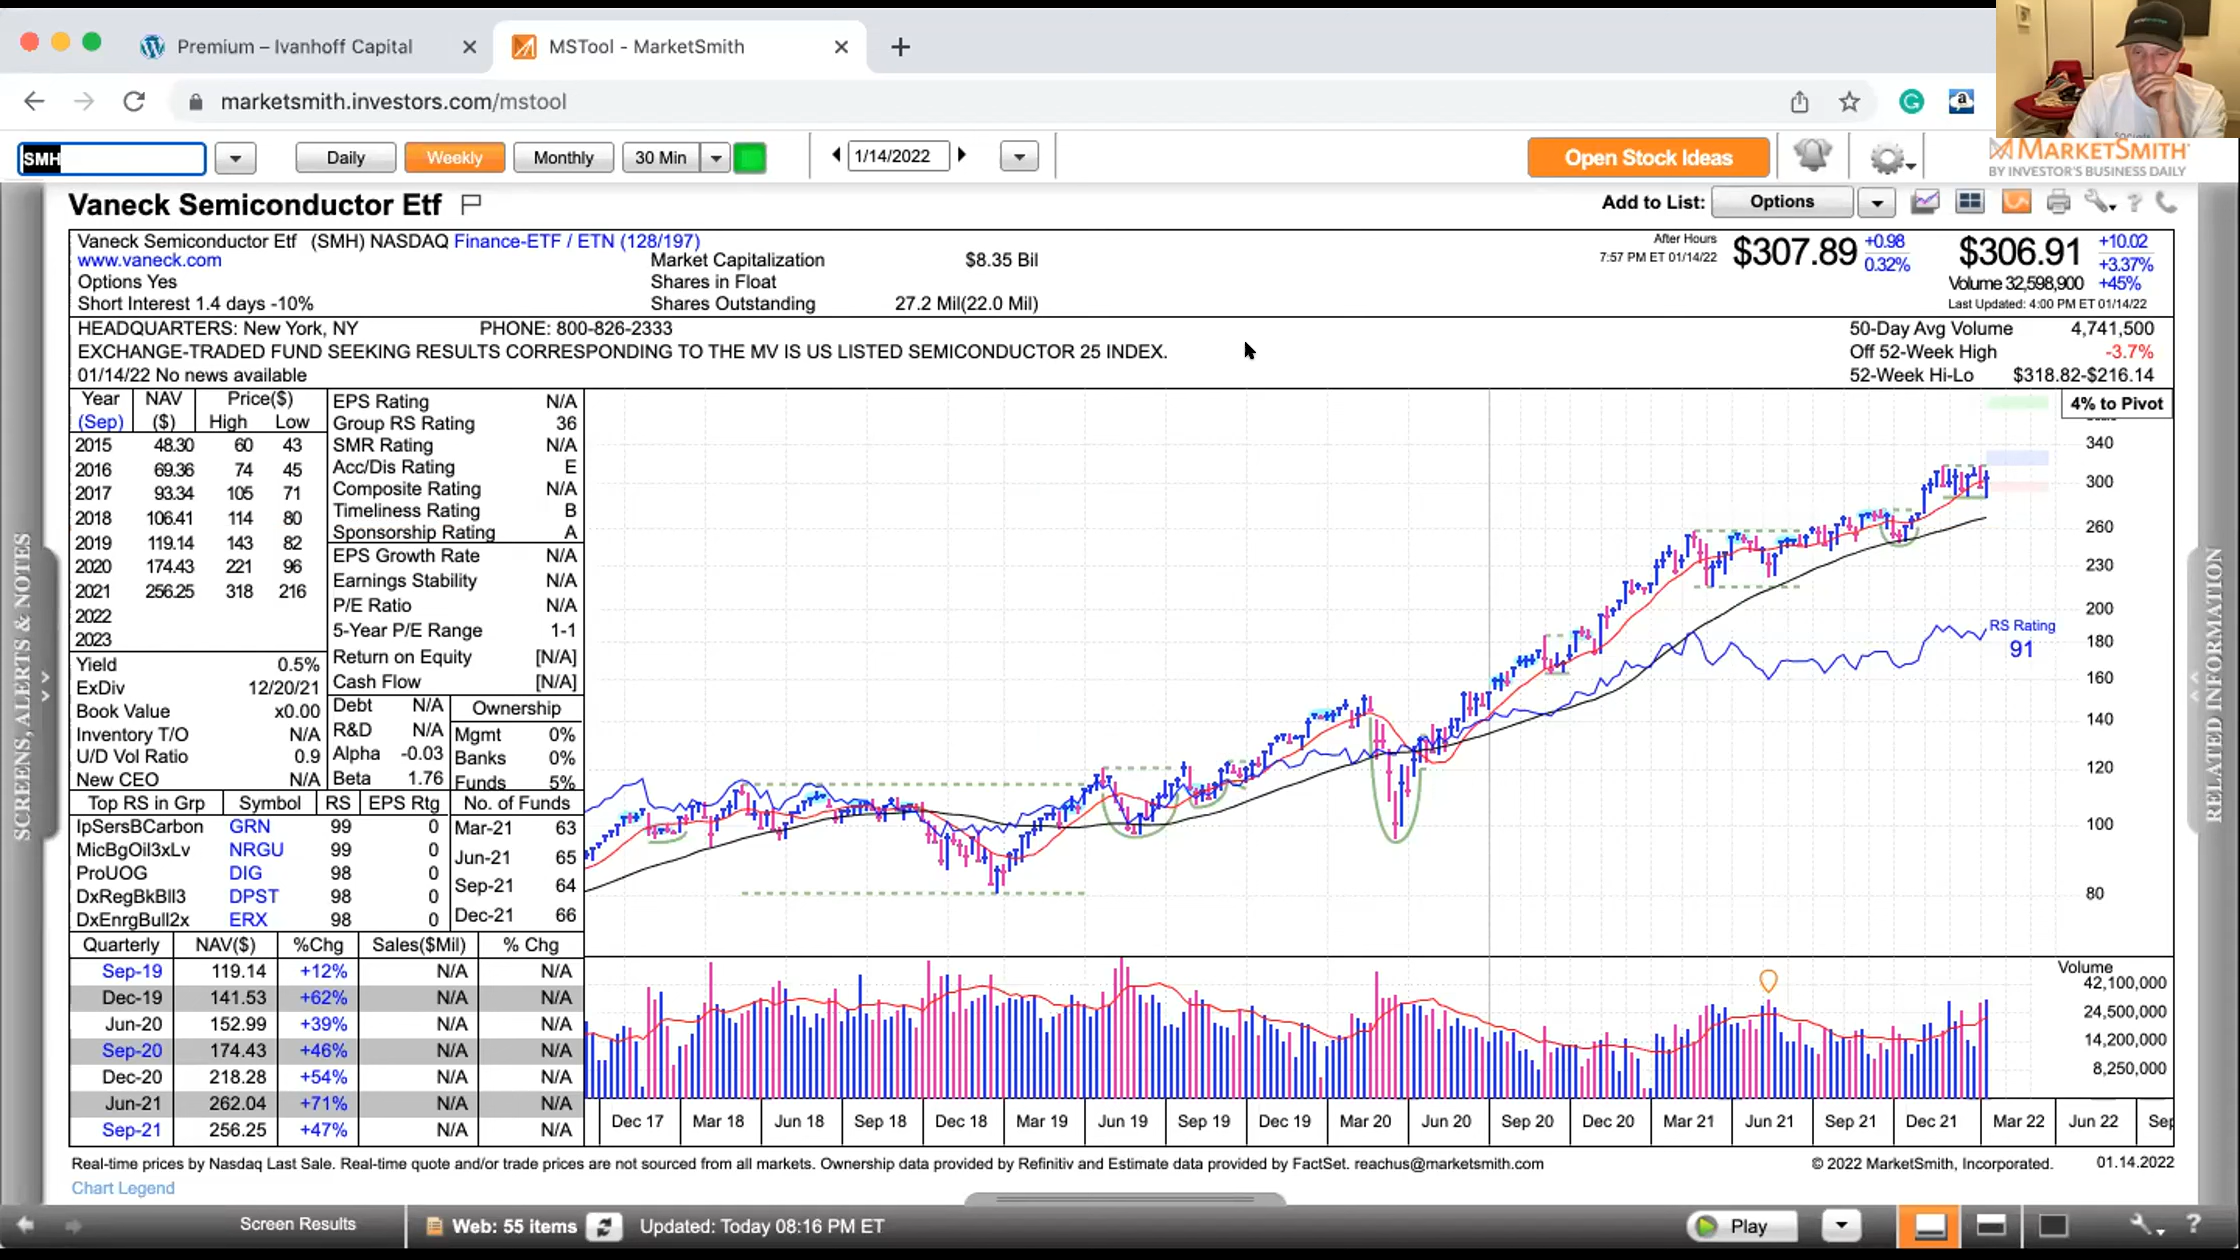 Premium – Ivanhoff Capital
MSTool - MarketSmith
marketsmith.investors.com/mstool
SMH
Daily
Weekly
Monthly
30 Min
1/14/2022
Open Stock Ideas
MARKETSMITH
BY INVESTOR'S BUSINESS DAILY
Vaneck Semiconductor Etf
Add to List:
Options
Vaneck Semiconductor Etf (SMH) NASDAQ Finance-ETF / ETN (128/197)
www.vaneck.com
Options Yes
Short Interest 1.4 days -10%
Market Capitalization $8.35 Bil
Shares in Float
Shares Outstanding 27.2 Mil(22.0 Mil)
After Hours
7:57 PM ET 01/14/22
$307.89 +0.98
0.32%
$306.91 +10.02
+3.37%
Volume 32,598,900 +45%
Last Updated: 4:00 PM ET 01/14/22
HEADQUARTERS: New York, NY PHONE: 800-826-2333
EXCHANGE-TRADED FUND SEEKING RESULTS CORRESPONDING TO THE MV IS US LISTED SEMICONDUCTOR 25 INDEX.
01/14/22 No news available
50-Day Avg Volume 4,741,500
Off 52-Week High -3.7%
52-Week Hi-Lo $318.82-$216.14
Year NAV Price($)
(Sep) ($) High Low
2015 48.30 60 43
2016 69.36 74 45
2017 93.34 105 71
2018 106.41 114 80
2019 119.14 143 82
2020 174.43 221 96
2021 256.25 318 216
2022
2023
Yield 0.5%
ExDiv 12/20/21
Book Value x0.00
Inventory T/O N/A
U/D Vol Ratio 0.9
New CEO N/A
EPS Rating N/A
Group RS Rating 36
SMR Rating N/A
Acc/Dis Rating E
Composite Rating N/A
Timeliness Rating B
Sponsorship Rating A
EPS Growth Rate N/A
Earnings Stability N/A
P/E Ratio N/A
5-Year P/E Range 1-1
Return on Equity [N/A]
Cash Flow [N/A]
Debt N/A
R&D N/A
Alpha -0.03
Beta 1.76
Ownership
Mgmt 0%
Banks 0%
Funds 5%
Top RS in Grp Symbol RS EPS Rtg
IpSersBCarbon GRN 99 0
MicBgOil3xLv NRGU 99 0
ProUOG DIG 98 0
DxRegBkBll3 DPST 98 0
DxEnrgBull2x ERX 98 0
No. of Funds
Mar-21 63
Jun-21 65
Sep-21 64
Dec-21 66
Quarterly NAV($) %Chg Sales($Mil) % Chg
Sep-19 119.14 +12% N/A N/A
Dec-19 141.53 +62% N/A N/A
Jun-20 152.99 +39% N/A N/A
Sep-20 174.43 +46% N/A N/A
Dec-20 218.28 +54% N/A N/A
Jun-21 262.04 +71% N/A N/A
Sep-21 256.25 +47% N/A N/A
4% to Pivot
340
300
260
230
200
180
160
140
120
100
80
RS Rating
91
Volume
42,100,000
24,500,000
14,200,000
8,250,000
Dec 17 Mar 18 Jun 18 Sep 18 Dec 18 Mar 19 Jun 19 Sep 19 Dec 19 Mar 20 Jun 20 Sep 20 Dec 20 Mar 21 Jun 21 Sep 21 Dec 21 Mar 22 Jun 22 Sep
SCREENS, ALERTS & NOTES
RELATED INFORMATION
Real-time prices by Nasdaq Last Sale. Real-time quote and/or trade prices are not sourced from all markets. Ownership data provided by Refinitiv and Estimate data provided by FactSet. reachus@marketsmith.com
© 2022 MarketSmith, Incorporated. 01.14.2022
Chart Legend
Screen Results
Web: 55 items
Updated: Today 08:16 PM ET
Play